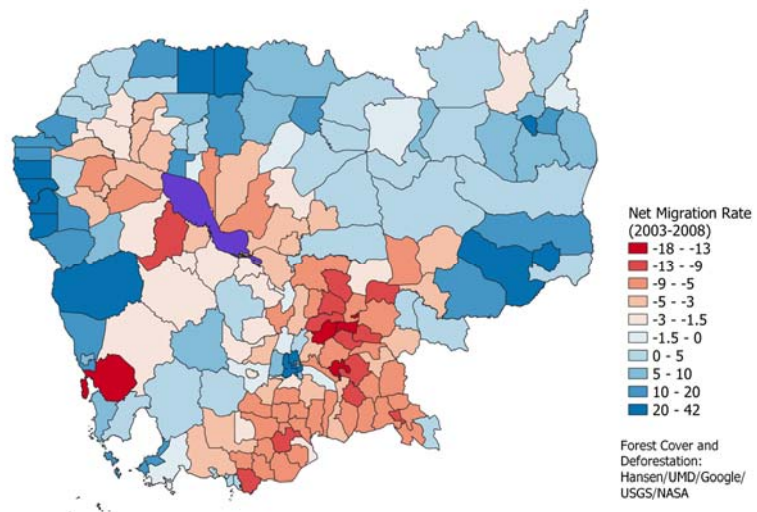 Net Migration Rate
(2003-2008)
-18 - -13
-13 - -9
-9 - -5
-5 - -3
-3 - -1.5
-1.5 - 0
0 - 5
5 - 10
10 - 20
20 - 42
Forest Cover and
Deforestation:
Hansen/UMD/Google/
USGS/NASA